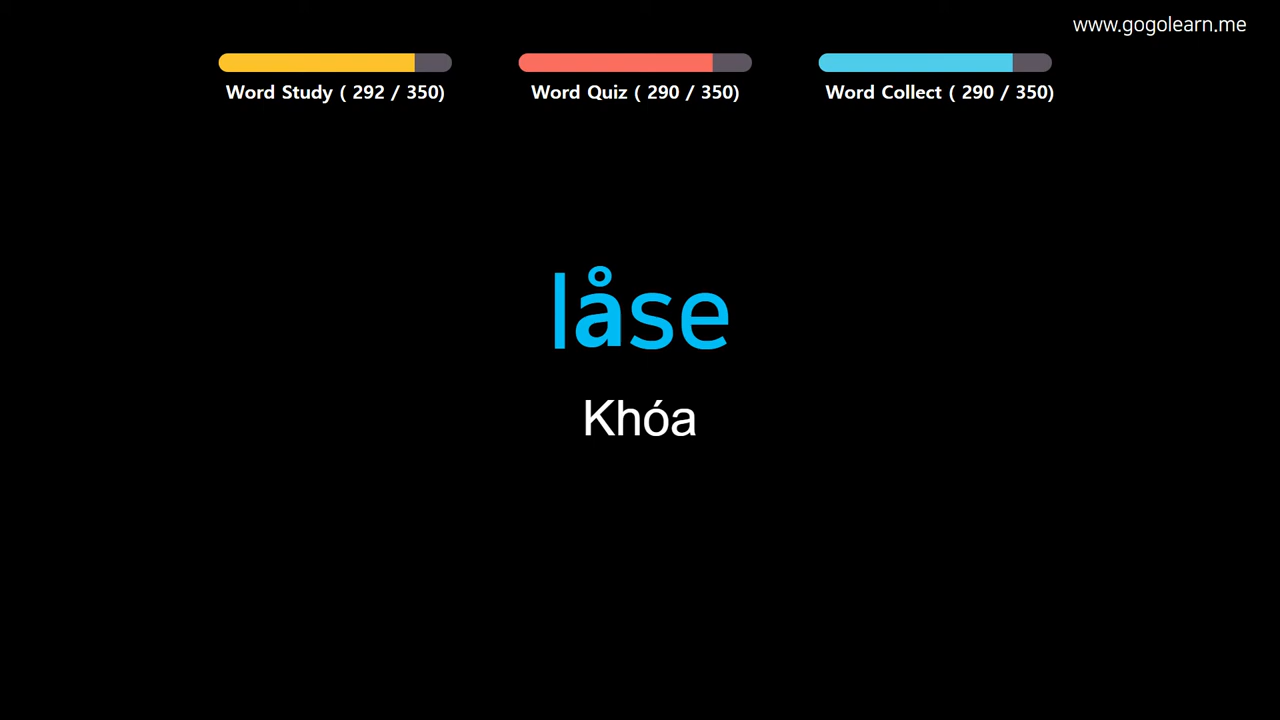 www.gogolearn.me
Word Study ( 292 / 350)
Word Quiz ( 290 / 350)
Word Collect ( 290 / 350)
låse
Khóa